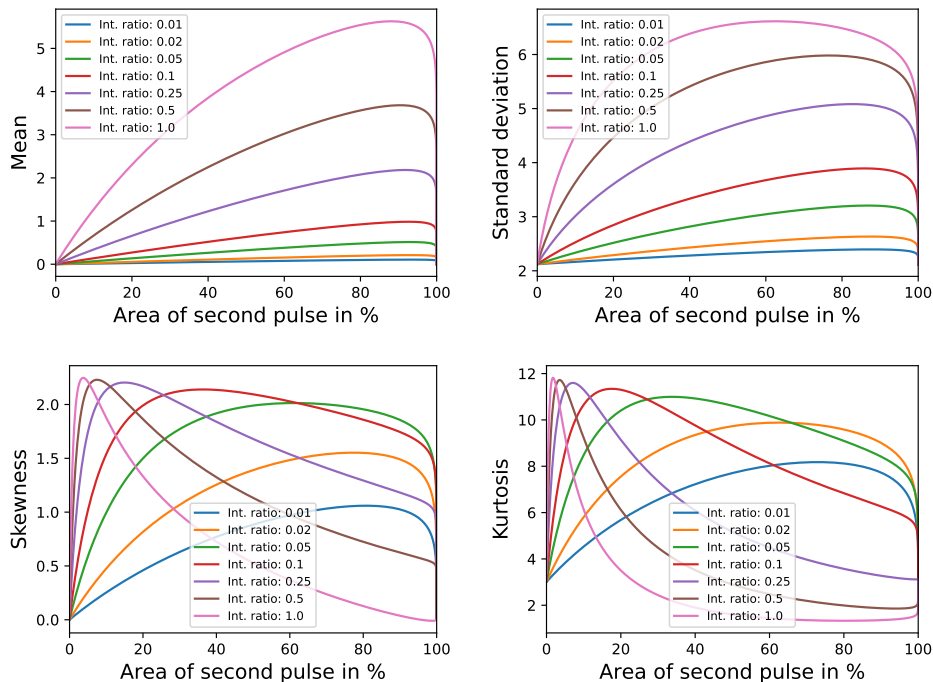 Mean
5
4
3
2
1
0
Int. ratio: 0.01
Int. ratio: 0.02
Int. ratio: 0.05
Int. ratio: 0.1
Int. ratio: 0.25
Int. ratio: 0.5
Int. ratio: 1.0
0 20 40 60 80 100
Area of second pulse in %
Standard deviation
6
5
4
3
2
Int. ratio: 0.01
Int. ratio: 0.02
Int. ratio: 0.05
Int. ratio: 0.1
Int. ratio: 0.25
Int. ratio: 0.5
Int. ratio: 1.0
0 20 40 60 80 100
Area of second pulse in %
Skewness
2.0
1.5
1.0
0.5
0.0
Int. ratio: 0.01
Int. ratio: 0.02
Int. ratio: 0.05
Int. ratio: 0.1
Int. ratio: 0.25
Int. ratio: 0.5
Int. ratio: 1.0
0 20 40 60 80 100
Area of second pulse in %
Kurtosis
12
10
8
6
4
2
Int. ratio: 0.01
Int. ratio: 0.02
Int. ratio: 0.05
Int. ratio: 0.1
Int. ratio: 0.25
Int. ratio: 0.5
Int. ratio: 1.0
0 20 40 60 80 100
Area of second pulse in %